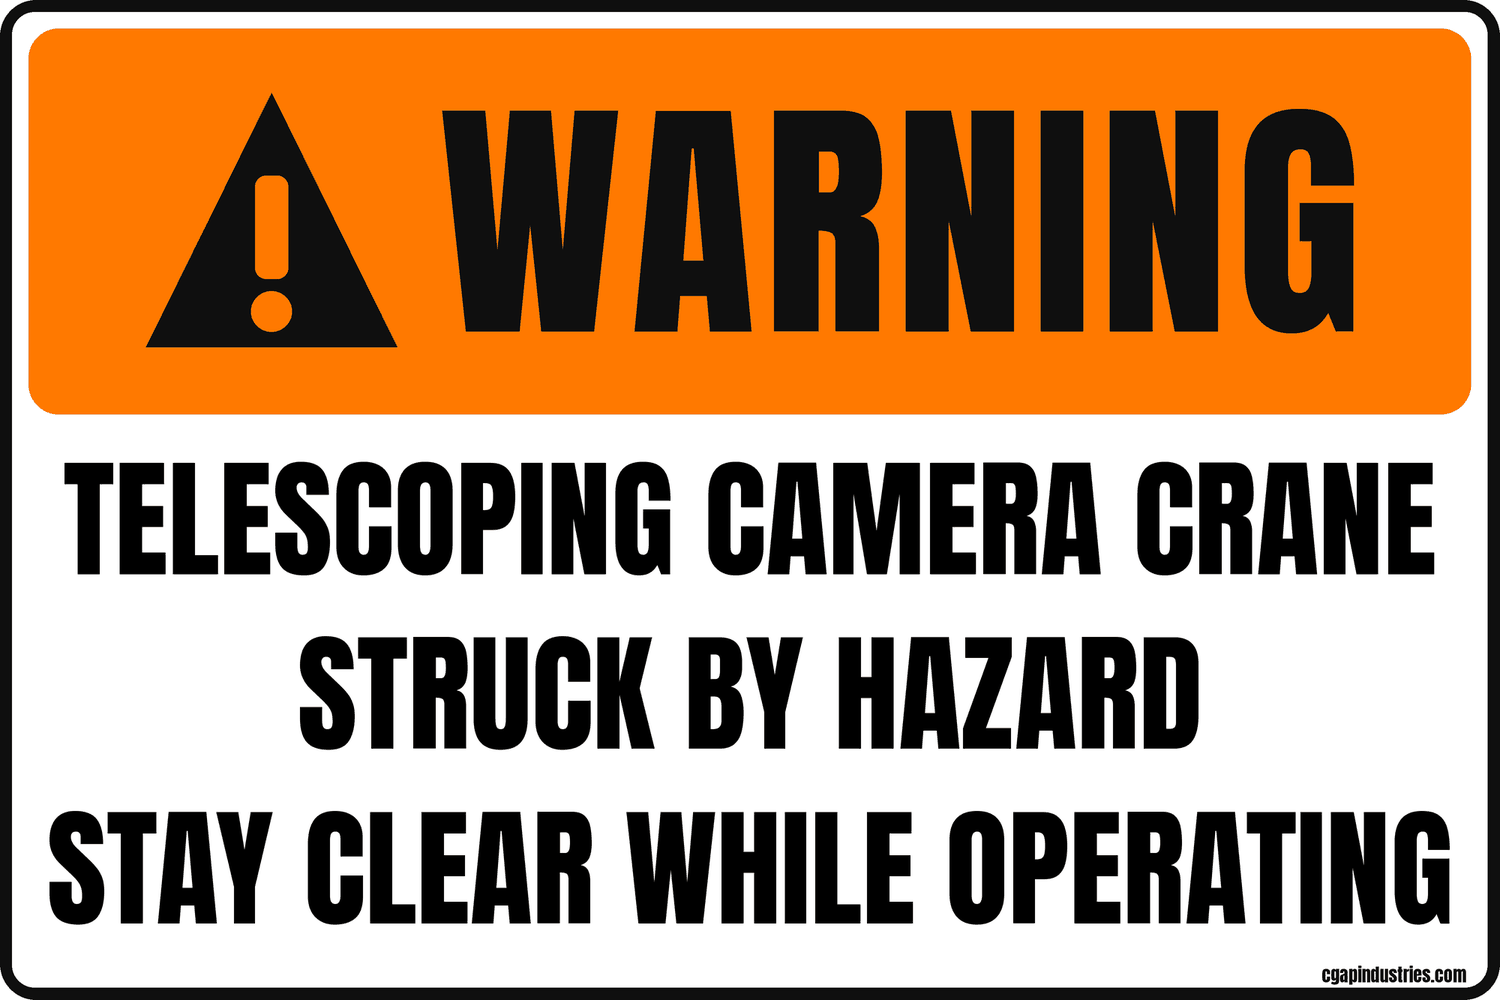 WARNING
TELESCOPING CAMERA CRANE
STRUCK BY HAZARD
STAY CLEAR WHILE OPERATING
cgapindustries.com